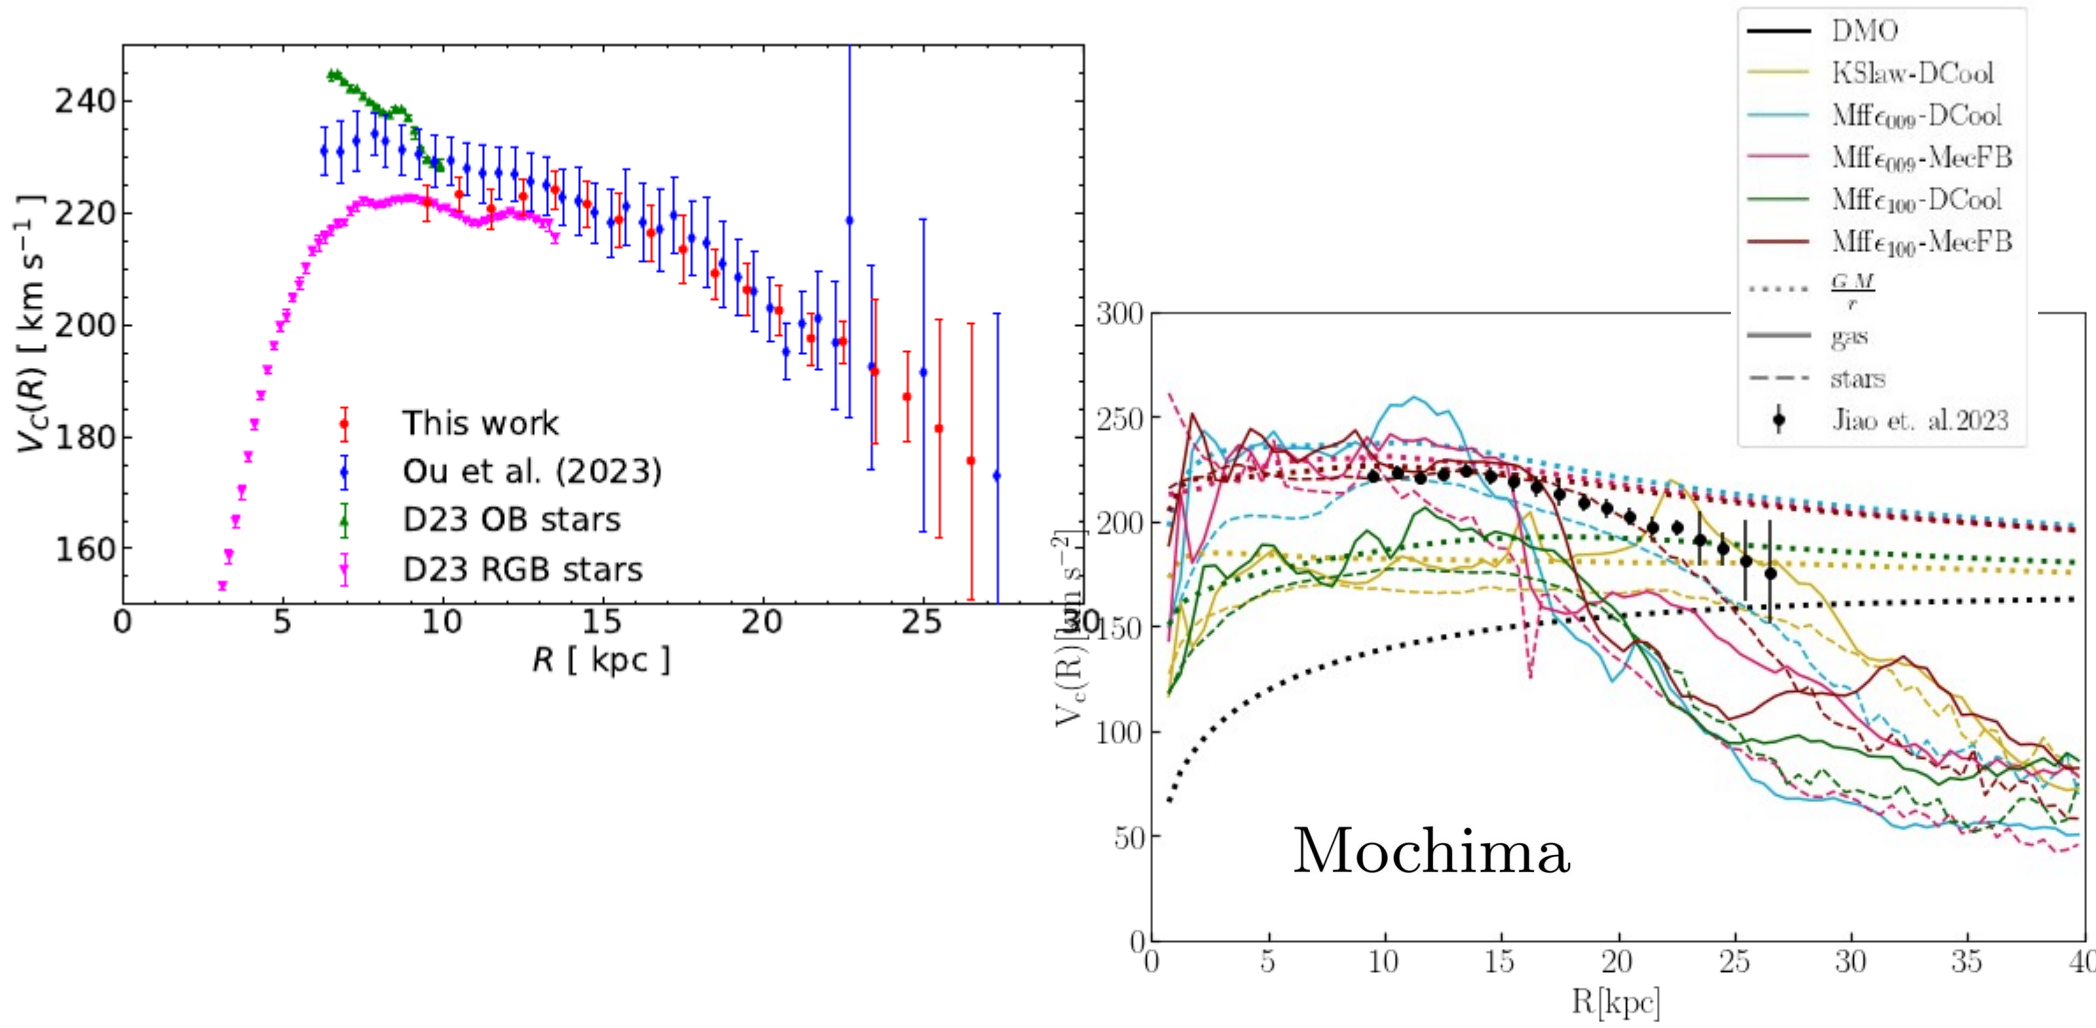 240
220
200
180
160
V_C(R) [ km s⁻¹ ]
This work
Ou et al. (2023)
D23 OB stars
D23 RGB stars
0 5 10 15 20 25 30
R [ kpc ]
DMO
KSlaw-DCool
Mffϵ₀₀₉-DCool
Mffϵ₀₀₉-MecFB
Mffϵ₁₀₀-DCool
Mffϵ₁₀₀-MecFB
G M
r
gas
stars
Jiao et. al.2023
300
250
200
150
100
50
0
V_c(R)[km s⁻²]
Mochima
0 5 10 15 20 25 30 35 40
R[kpc]